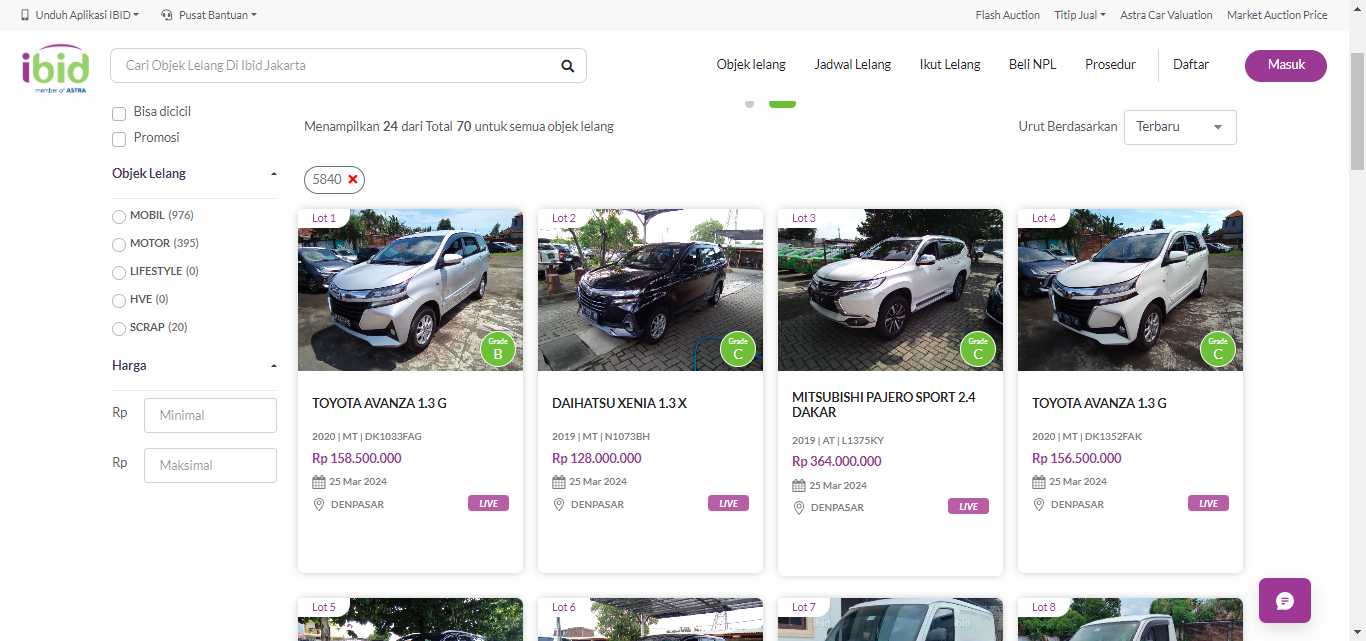 Unduh Aplikasi IBID
Pusat Bantuan
Flash Auction
Titip Jual
Astra Car Valuation
Market Auction Price
ibid
member of ASTRA
Cari Objek Lelang Di Ibid Jakarta
Objek lelang
Jadwal Lelang
Ikut Lelang
Beli NPL
Prosedur
Daftar
Masuk
Bisa dicicil
Promosi
Objek Lelang
MOBIL (976)
MOTOR (395)
LIFESTYLE (0)
HVE (0)
SCRAP (20)
Harga
Rp Minimal
Rp Maksimal
Menampilkan 24 dari Total 70 untuk semua objek lelang
Urut Berdasarkan
Terbaru
5840
Lot 1
Grade
B
TOYOTA AVANZA 1.3 G
2020 | MT | DK1033FAG
Rp 158.500.000
25 Mar 2024
DENPASAR
LIVE
Lot 2
Grade
C
DAIHATSU XENIA 1.3 X
2019 | MT | N1073BH
Rp 128.000.000
25 Mar 2024
DENPASAR
LIVE
Lot 3
Grade
C
MITSUBISHI PAJERO SPORT 2.4
DAKAR
2019 | AT | L1375KY
Rp 364.000.000
25 Mar 2024
DENPASAR
LIVE
Lot 4
Grade
C
TOYOTA AVANZA 1.3 G
2020 | MT | DK1352FAK
Rp 156.500.000
25 Mar 2024
DENPASAR
LIVE
Lot 5
Lot 6
Lot 7
Lot 8